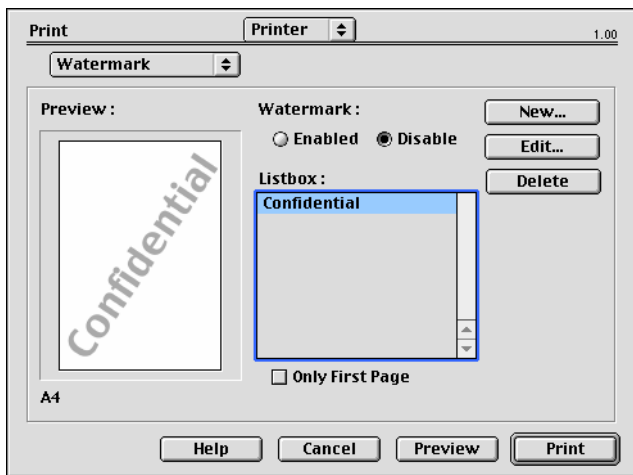 Print Printer 1.00
Watermark
Preview :
Confidential
A4
Watermark :
Enabled Disable
Listbox :
Confidential
Only First Page
New...
Edit...
Delete
Help Cancel Preview Print